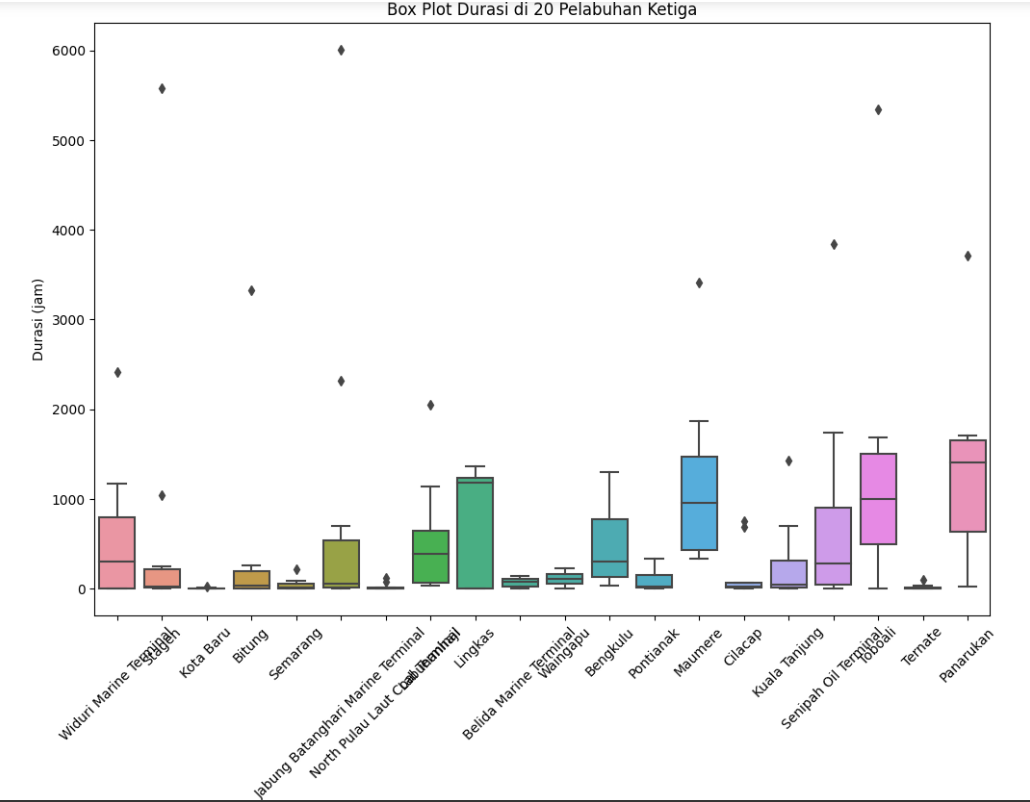 Box Plot Durasi di 20 Pelabuhan Ketiga
6000
5000
4000
3000
2000
1000
0
Durasi (jam)
Widuri Marine Terminal
Stagen
Kota Baru
Bitung
Semarang
Jabung Batanghari Marine Terminal
North Pulau Laut Coal Terminal
Lingkas
Belida Marine Terminal
Waingapu
Bengkulu
Pontianak
Maumere
Cilacap
Kuala Tanjung
Senipah Oil Terminal
Toboali
Ternate
Panarukan